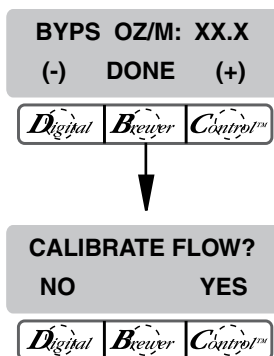 BYPS OZ/M: XX.X
(-) DONE (+)
Digital Brewer Control™
CALIBRATE FLOW?
NO YES
Digital Brewer Control™